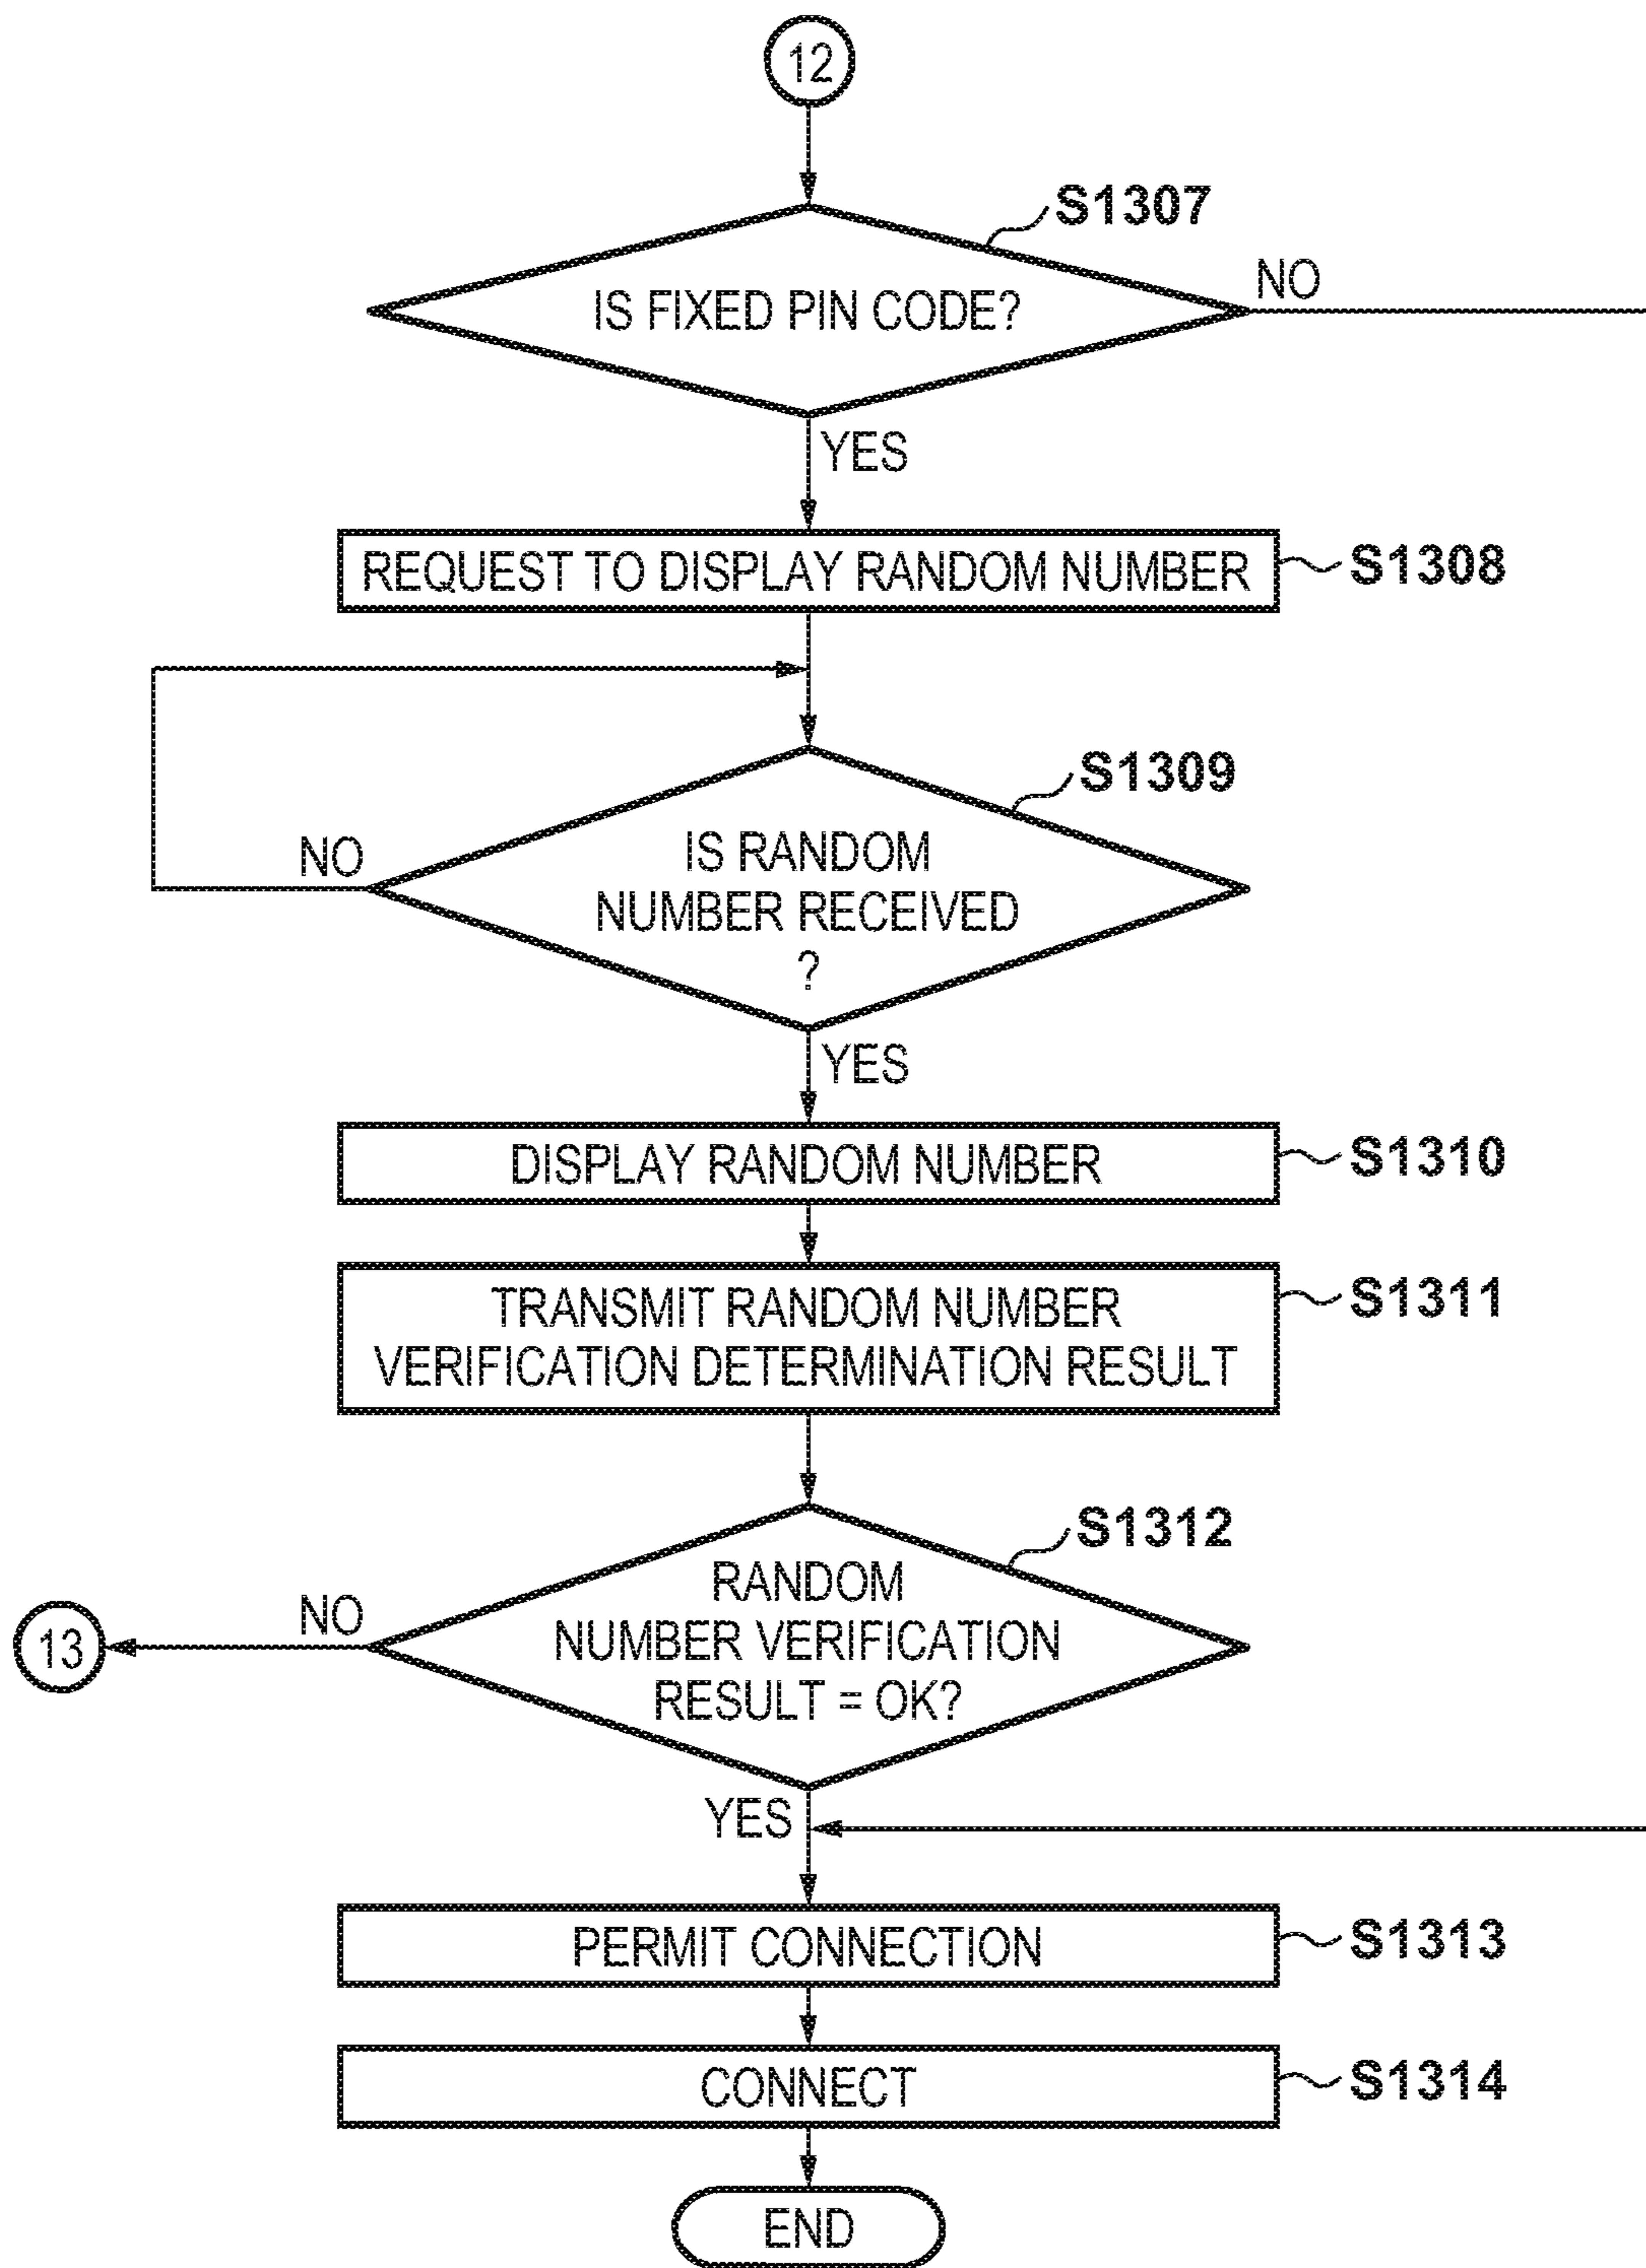 12
S1307
IS FIXED PIN CODE?
NO
YES
REQUEST TO DISPLAY RANDOM NUMBER
S1308
S1309
NO
IS RANDOM
NUMBER RECEIVED
?
YES
DISPLAY RANDOM NUMBER
S1310
TRANSMIT RANDOM NUMBER
VERIFICATION DETERMINATION RESULT
S1311
S1312
13
NO
RANDOM
NUMBER VERIFICATION
RESULT = OK?
YES
PERMIT CONNECTION
S1313
CONNECT
S1314
END